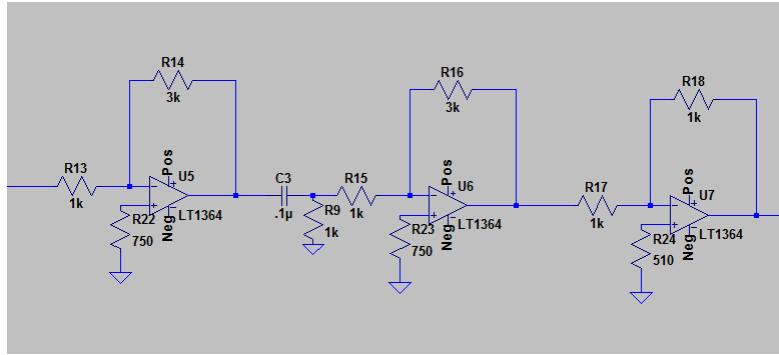 R14
3k
R13
1k
Pos
U5
LT1364
Neg
R22
750
C3
.1µ
R9
1k
R15
1k
R16
3k
Pos
U6
LT1364
Neg
R23
750
R17
1k
R18
1k
Pos
U7
LT1364
Neg
R24
510